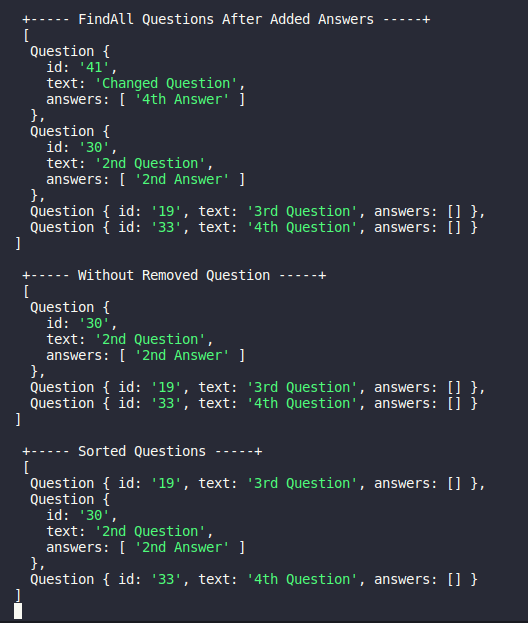 +----- FindAll Questions After Added Answers -----+
[
Question {
id: '41',
text: 'Changed Question',
answers: [ '4th Answer' ]
},
Question {
id: '30',
text: '2nd Question',
answers: [ '2nd Answer' ]
},
Question { id: '19', text: '3rd Question', answers: [] },
Question { id: '33', text: '4th Question', answers: [] }
]
+----- Without Removed Question -----+
[
Question {
id: '30',
text: '2nd Question',
answers: [ '2nd Answer' ]
},
Question { id: '19', text: '3rd Question', answers: [] },
Question { id: '33', text: '4th Question', answers: [] }
]
+----- Sorted Questions -----+
[
Question { id: '19', text: '3rd Question', answers: [] },
Question {
id: '30',
text: '2nd Question',
answers: [ '2nd Answer' ]
},
Question { id: '33', text: '4th Question', answers: [] }
]